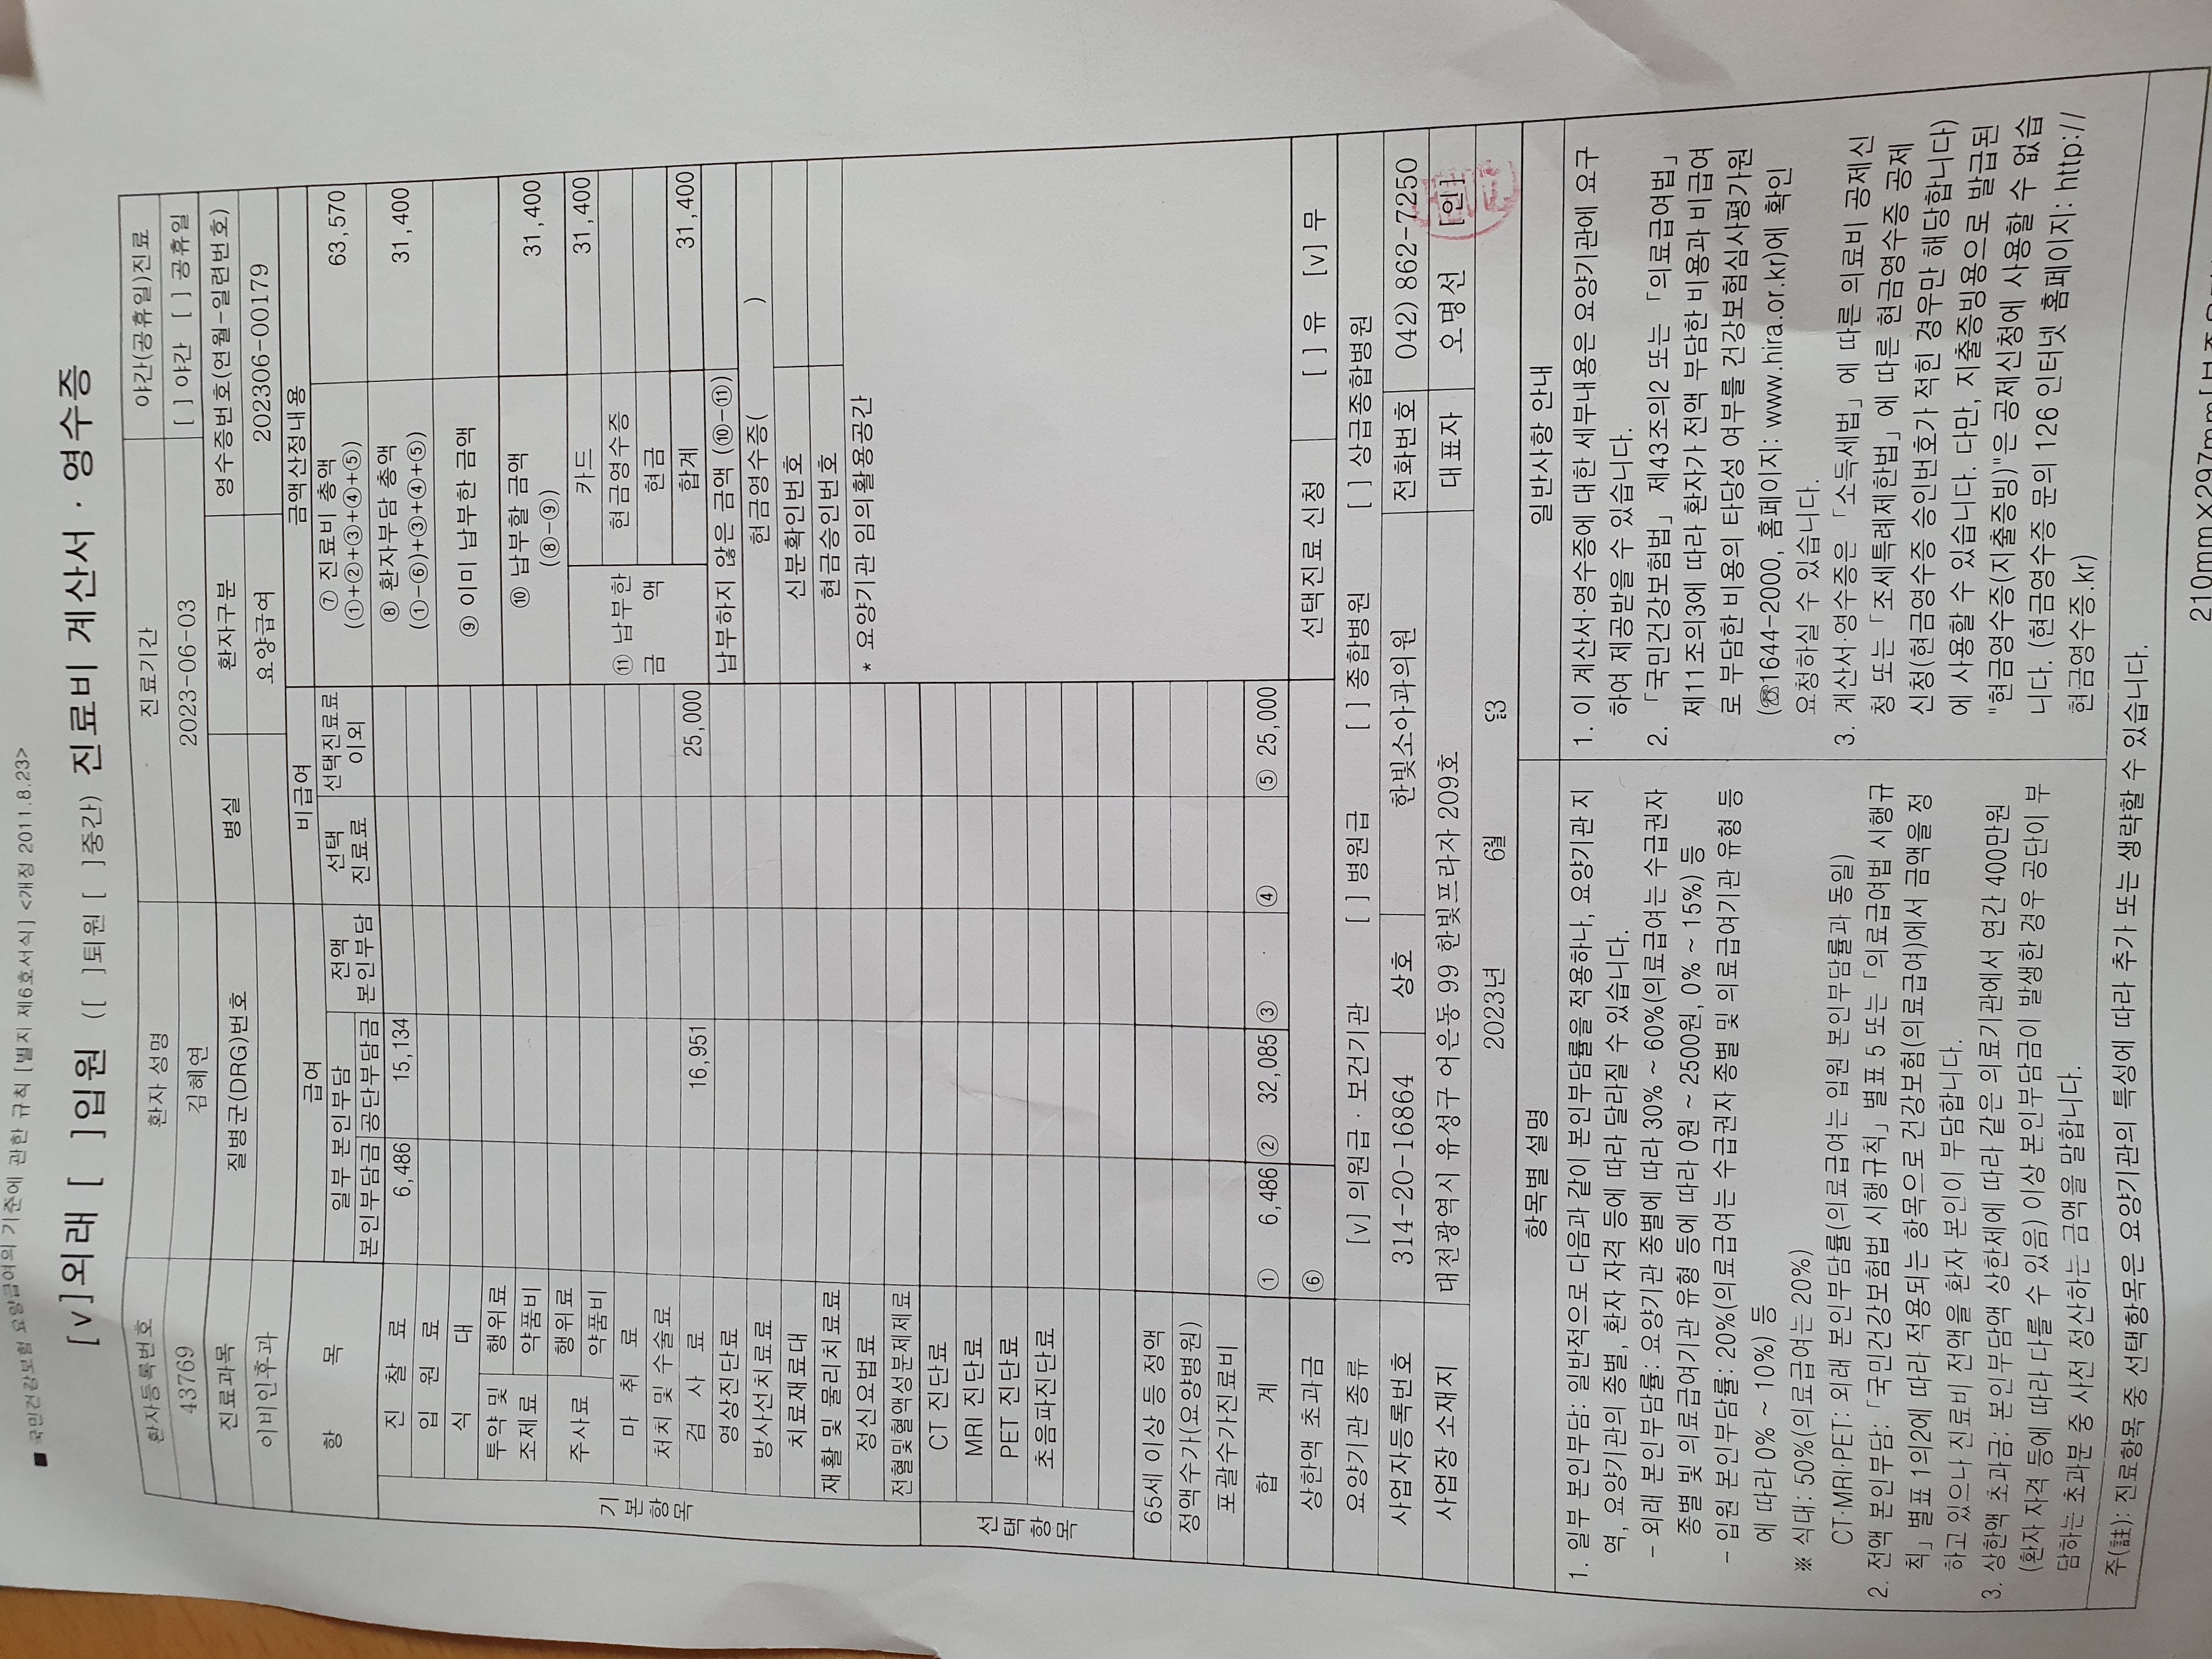 ■ 국민건강보험 요양급여의 기준에 관한 규칙 [별지 제6호서식] <개정 2011.8.23>
[v]외래 [ ]입원 ([ ]퇴원 [ ]중간) 진료비 계산서 · 영수증
환자등록번호 환자 성명 진료기간 야간(공휴일)진료
43769 김혜연 2023-06-03 [ ] 야간 [ ] 공휴일
진료과목 질병군(DRG)번호 병실 환자구분 영수증번호(연월-일련번호)
이비인후과 요양급여 202306-00179
항 목 급여 비급여 금액산정내용
일부 본인부담 전액 본인부담 선택 진료료 선택진료료 이외
본인부담금 공단부담금
⑦ 진료비 총액 63,570
(①+②+③+④+⑤)
기본항목
진 찰 료 6,486 15,134
⑧ 환자부담 총액 31,400
(①-⑥)+③+④+⑤)
입 원 료
식 대
⑨ 이미 납부한 금액
투약 및 조제료 행위료
약품비
⑩ 납부할 금액 31,400
(⑧-⑨)
주사료 행위료
약품비
⑪ 납부한 금 액
카드 31,400
현금영수증
현금
합계 31,400
마 취 료
처치 및 수술료
검 사 료 16,951 25,000
영상진단료
납부하지 않은 금액 (⑩-⑪)
방사선치료료
현금영수증( )
치료재료대
신분확인번호
재활 및 물리치료료
현금승인번호
정신요법료
* 요양기관 임의활용공간
전혈및혈액성분제제료
선택항목
CT 진단료
MRI 진단료
PET 진단료
초음파진단료
65세 이상 등 정액
정액수가(요양병원)
포괄수가진료비
합 계 ① 6,486 ② 32,085 ③ ④ ⑤ 25,000
상한액 초과금 ⑥ 선택진료 신청 [ ] 유 [v] 무
요양기관 종류 [v] 의원급 · 보건기관 [ ] 병원급 [ ] 종합병원 [ ] 상급종합병원
사업자등록번호 314-20-16864 상호 한빛소아과의원 전화번호 042) 862-7250
사업장 소재지 대전광역시 유성구 어은동 99 한빛프라자 209호 대표자 오명선 [인]
2023년 6월 3
항목별 설명
1. 일부 본인부담: 일반적으로 다음과 같이 본인부담률을 적용하나, 요양기관 지
역, 요양기관의 종별, 환자 자격 등에 따라 달라질 수 있습니다.
- 외래 본인부담률: 요양기관 종별에 따라 30% ~ 60%(의료급여는 수급권자
종별 및 의료급여기관 유형 등에 따라 0원 ~ 2500원, 0% ~ 15%) 등
- 입원 본인부담률: 20%(의료급여는 수급권자 종별 및 의료급여기관 유형 등
에 따라 0% ~ 10%) 등
※ 식대: 50%(의료급여는 20%)
CT·MRI·PET: 외래 본인부담률(의료급여는 입원 본인부담률과 동일)
2. 전액 본인부담:「국민건강보험법 시행규칙」별표 5 또는「의료급여법 시행규
칙」별표 1의2에 따라 적용되는 항목으로 건강보험(의료급여)에서 금액을 정
하고 있으나 진료비 전액을 환자 본인이 부담합니다.
3. 상한액 초과금: 본인부담액 상한제에 따라 같은 의료기관에서 연간 400만원
(환자 자격 등에 따라 다를 수 있음) 이상 본인부담금이 발생한 경우 공단이 부
담하는 초과분 중 사전 정산하는 금액을 말합니다.
일반사항 안내
1. 이 계산서·영수증에 대한 세부내용은 요양기관에 요구
하여 제공받을 수 있습니다.
2. 「국민건강보험법」 제43조의2 또는 「의료급여법」
제11조의3에 따라 환자가 전액 부담한 비용과 비급여
로 부담한 비용의 타당성 여부를 건강보험심사평가원
(☏1644-2000, 홈페이지: www.hira.or.kr)에 확인
요청하실 수 있습니다.
3. 계산서·영수증은 「소득세법」에 따른 의료비 공제신
청 또는「조세특례제한법」에 따른 현금영수증 공제
신청(현금영수증 승인번호가 적힌 경우만 해당합니다)
에 사용할 수 있습니다. 다만, 지출증빙용으로 발급된
"현금영수증(지출증빙)"은 공제신청에 사용할 수 없습
니다. (현금영수증 문의 126 인터넷 홈페이지: http://
현금영수증.kr)
주(註): 진료항목 중 선택항목은 요양기관의 특성에 따라 추가 또는 생략할 수 있습니다.
210mm×297mm[